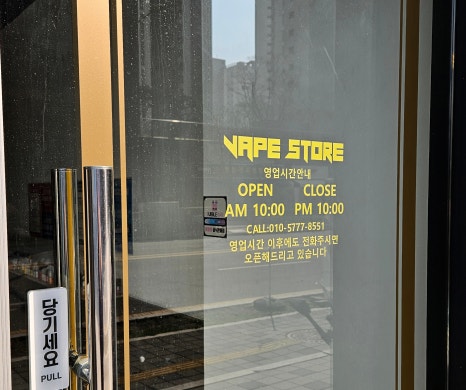 VAPE STORE
영업시간안내
OPEN CLOSE
AM 10:00 PM 10:00
CALL:010-5777-8551
영업시간 이후에도 전화주시면
오픈해드리고 있습니다
당기세요
PULL